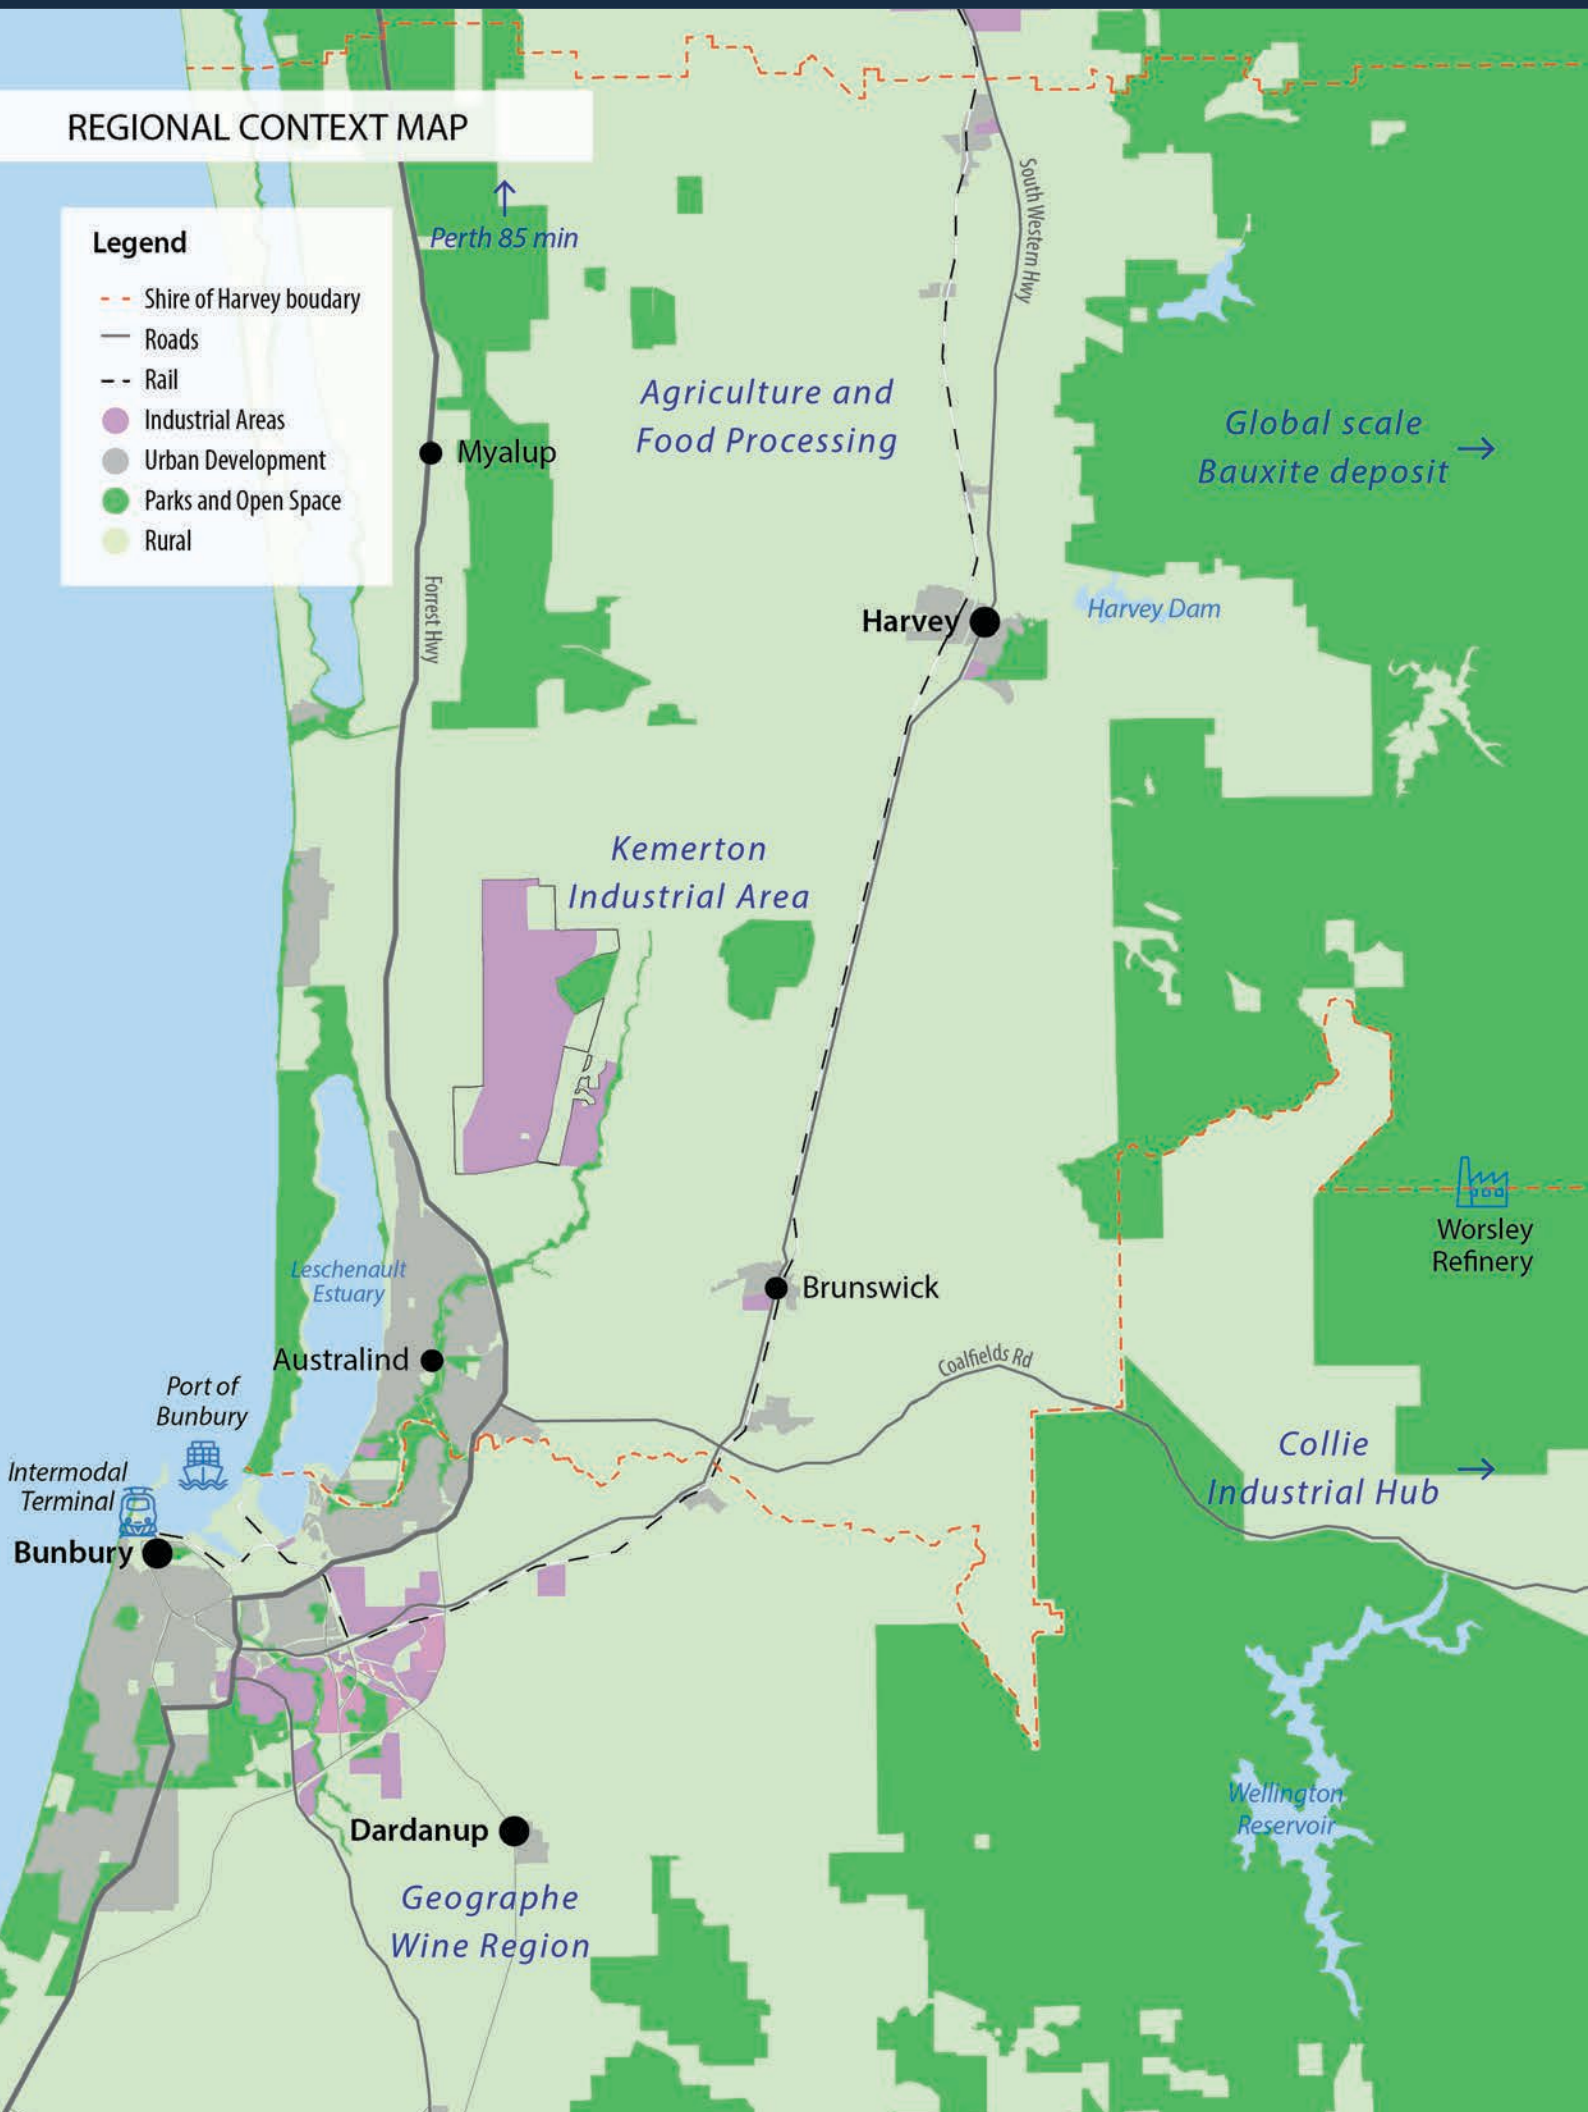 REGIONAL CONTEXT MAP
Legend
Shire of Harvey boudary
Roads
Rail
Industrial Areas
Urban Development
Parks and Open Space
Rural
Perth 85 min
South Western Hwy
Agriculture and
Food Processing
Global scale
Bauxite deposit
Myalup
Forrest Hwy
Harvey
Harvey Dam
Kemerton
Industrial Area
Worsley
Refinery
Leschenault
Estuary
Brunswick
Australind
Coalfields Rd
Port of
Bunbury
Collie
Industrial Hub
Intermodal
Terminal
Bunbury
Wellington
Reservoir
Dardanup
Geographe
Wine Region